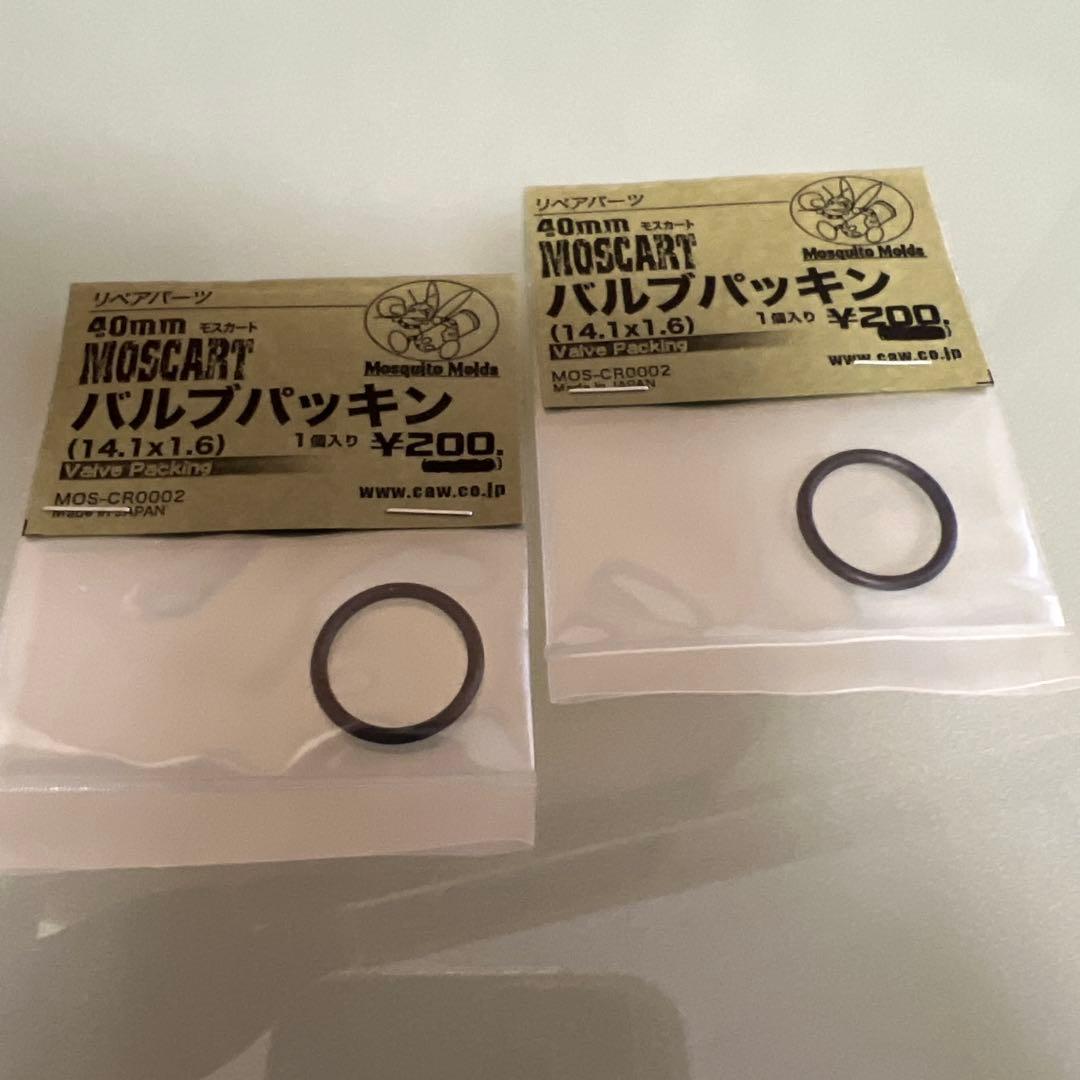 リペアパーツ
40mm モスカート
MOSCART
Mosquito Molds
バルブパッキン
(14.1x1.6) 1個入り ¥200.
Valve Packing
MOS-CR0002
www.caw.co.jp
Made in JAPAN
リペアパーツ
40mm モスカート
MOSCART
Mosquito Molds
バルブパッキン
(14.1x1.6) 1個入り ¥200.
Valve Packing
www.caw.co.jp
MOS-CR0002
Made in JAPAN